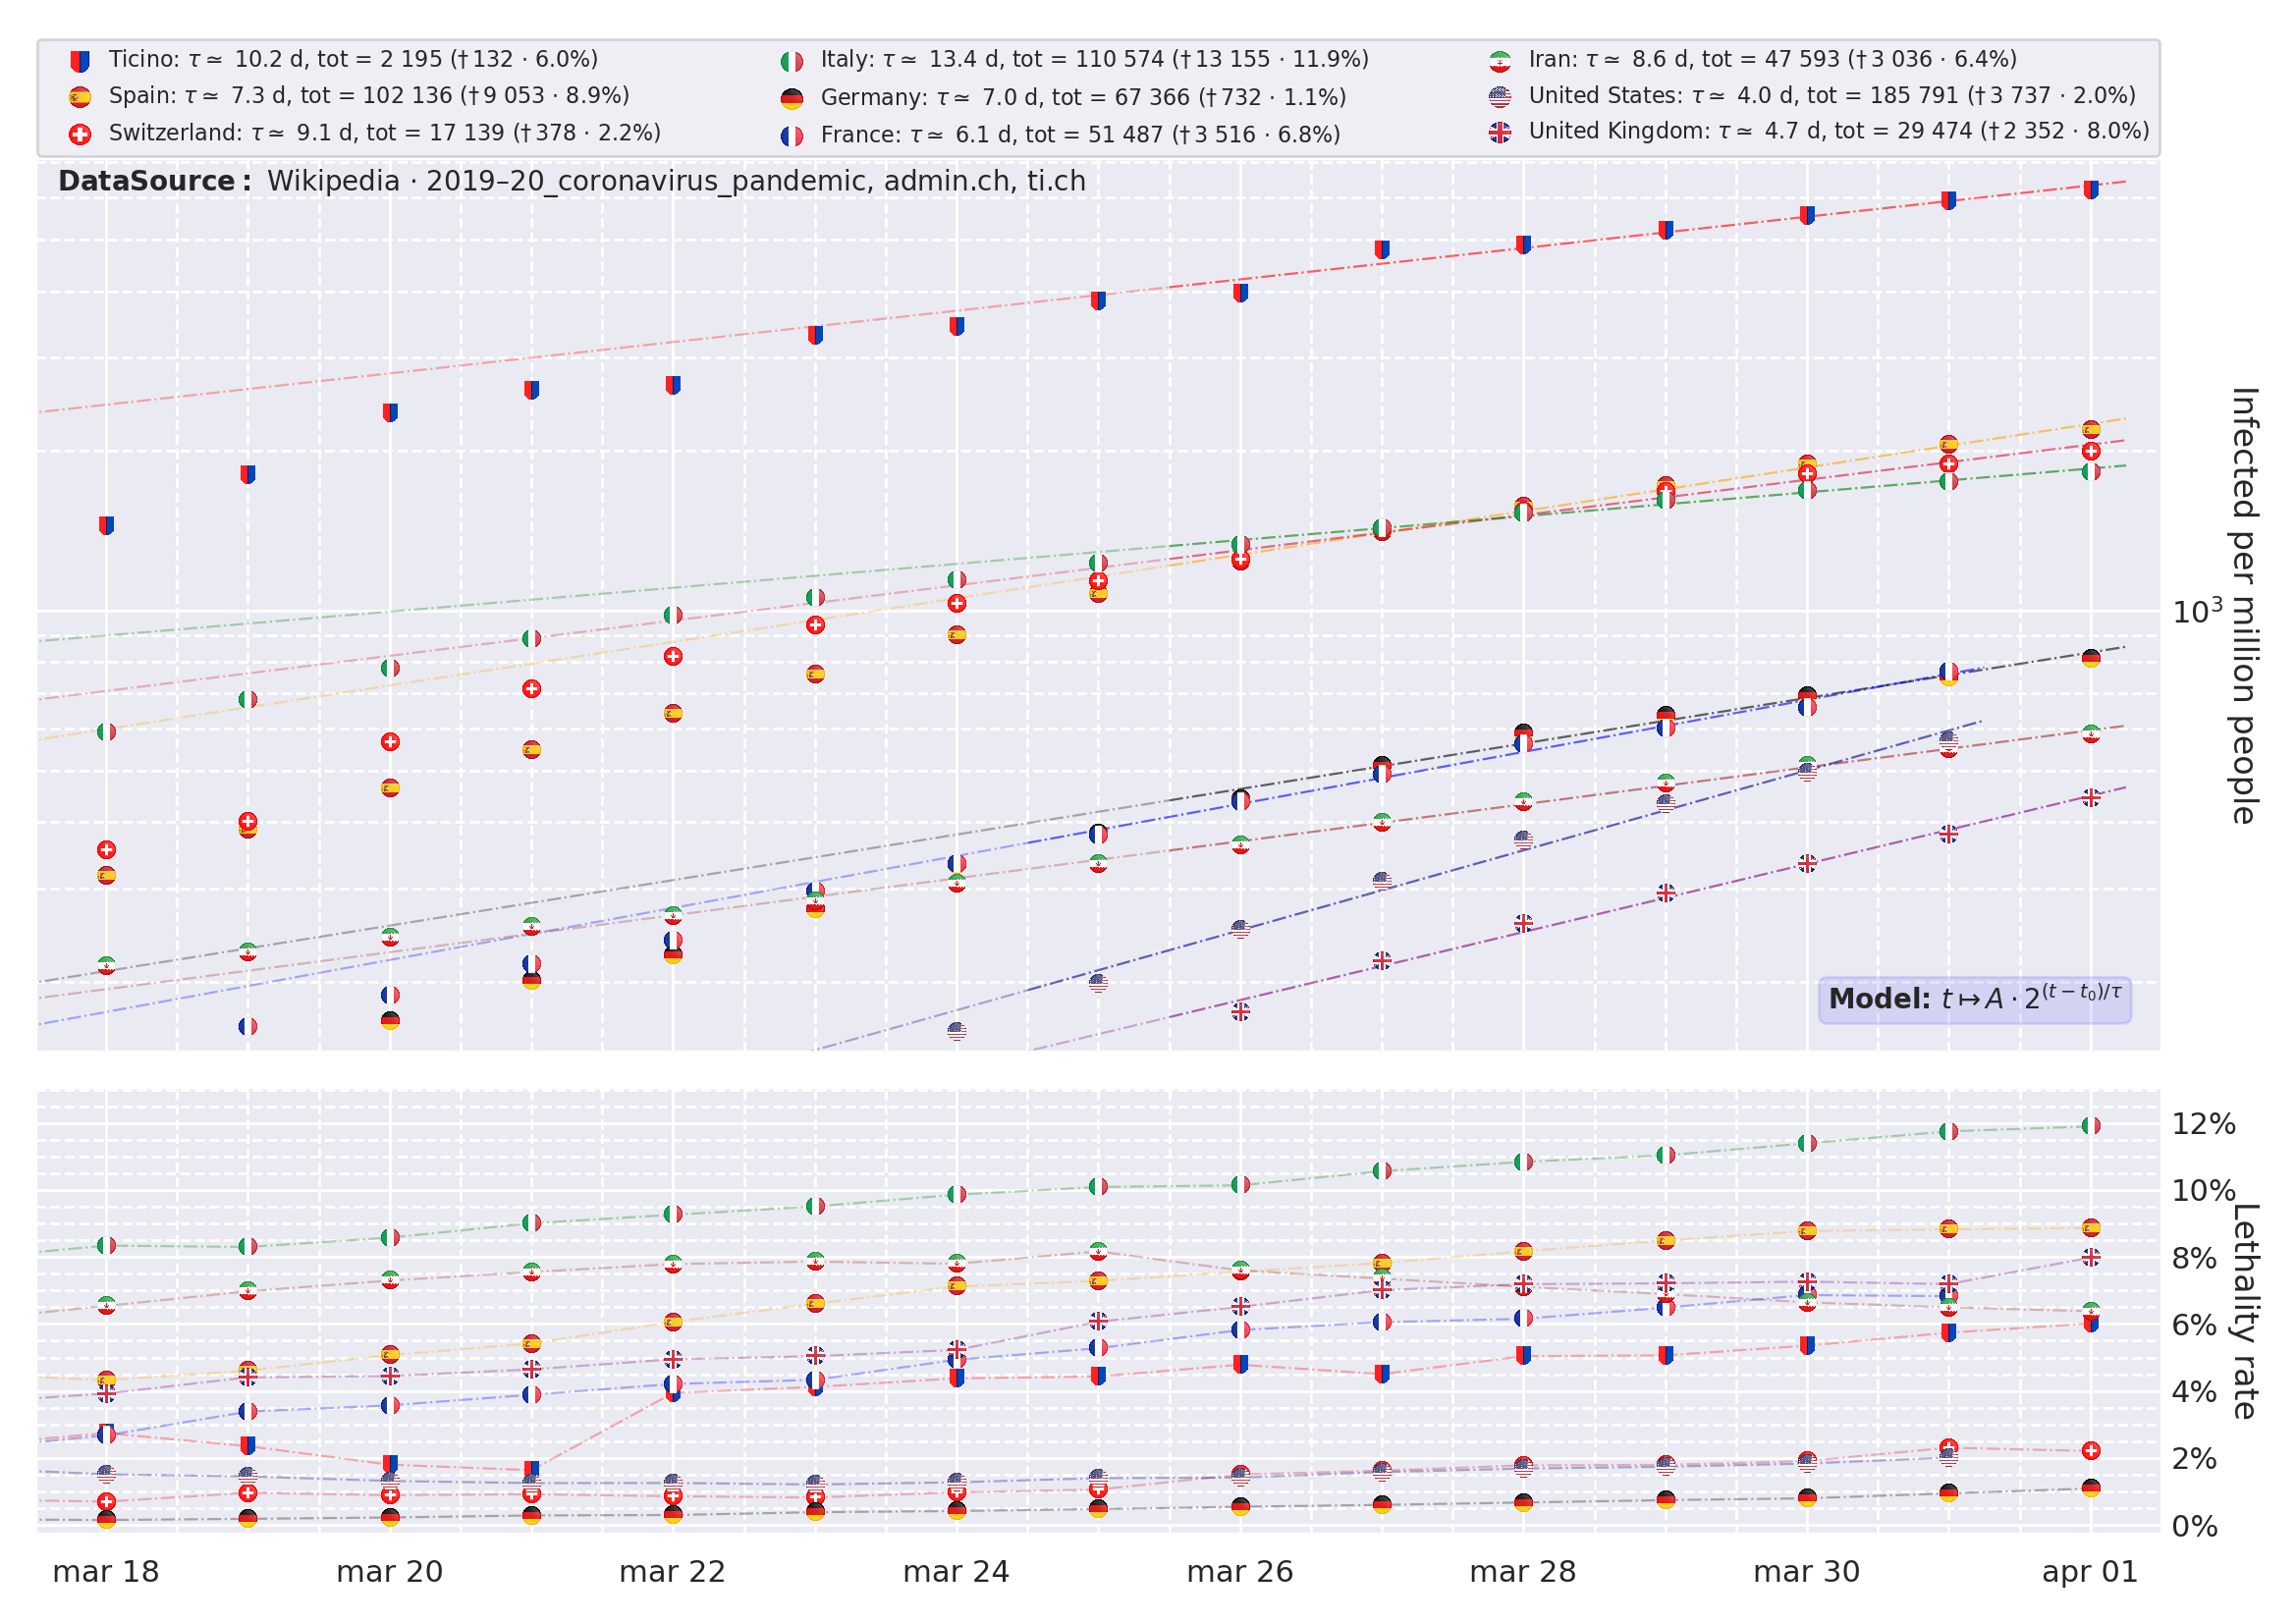 Ticino: τ ≃ 10.2 d, tot = 2 195 (†132 · 6.0%)
Spain: τ ≃ 7.3 d, tot = 102 136 (†9 053 · 8.9%)
Switzerland: τ ≃ 9.1 d, tot = 17 139 (†378 · 2.2%)
Italy: τ ≃ 13.4 d, tot = 110 574 (†13 155 · 11.9%)
Germany: τ ≃ 7.0 d, tot = 67 366 (†732 · 1.1%)
France: τ ≃ 6.1 d, tot = 51 487 (†3 516 · 6.8%)
Iran: τ ≃ 8.6 d, tot = 47 593 (†3 036 · 6.4%)
United States: τ ≃ 4.0 d, tot = 185 791 (†3 737 · 2.0%)
United Kingdom: τ ≃ 4.7 d, tot = 29 474 (†2 352 · 8.0%)
DataSource: Wikipedia · 2019–20_coronavirus_pandemic, admin.ch, ti.ch
10³
Infected per million people
Model: t ↦ A · 2^{(t − t₀)/τ}
12%
10%
8%
6%
4%
2%
0%
Lethality rate
mar 18 mar 20 mar 22 mar 24 mar 26 mar 28 mar 30 apr 01